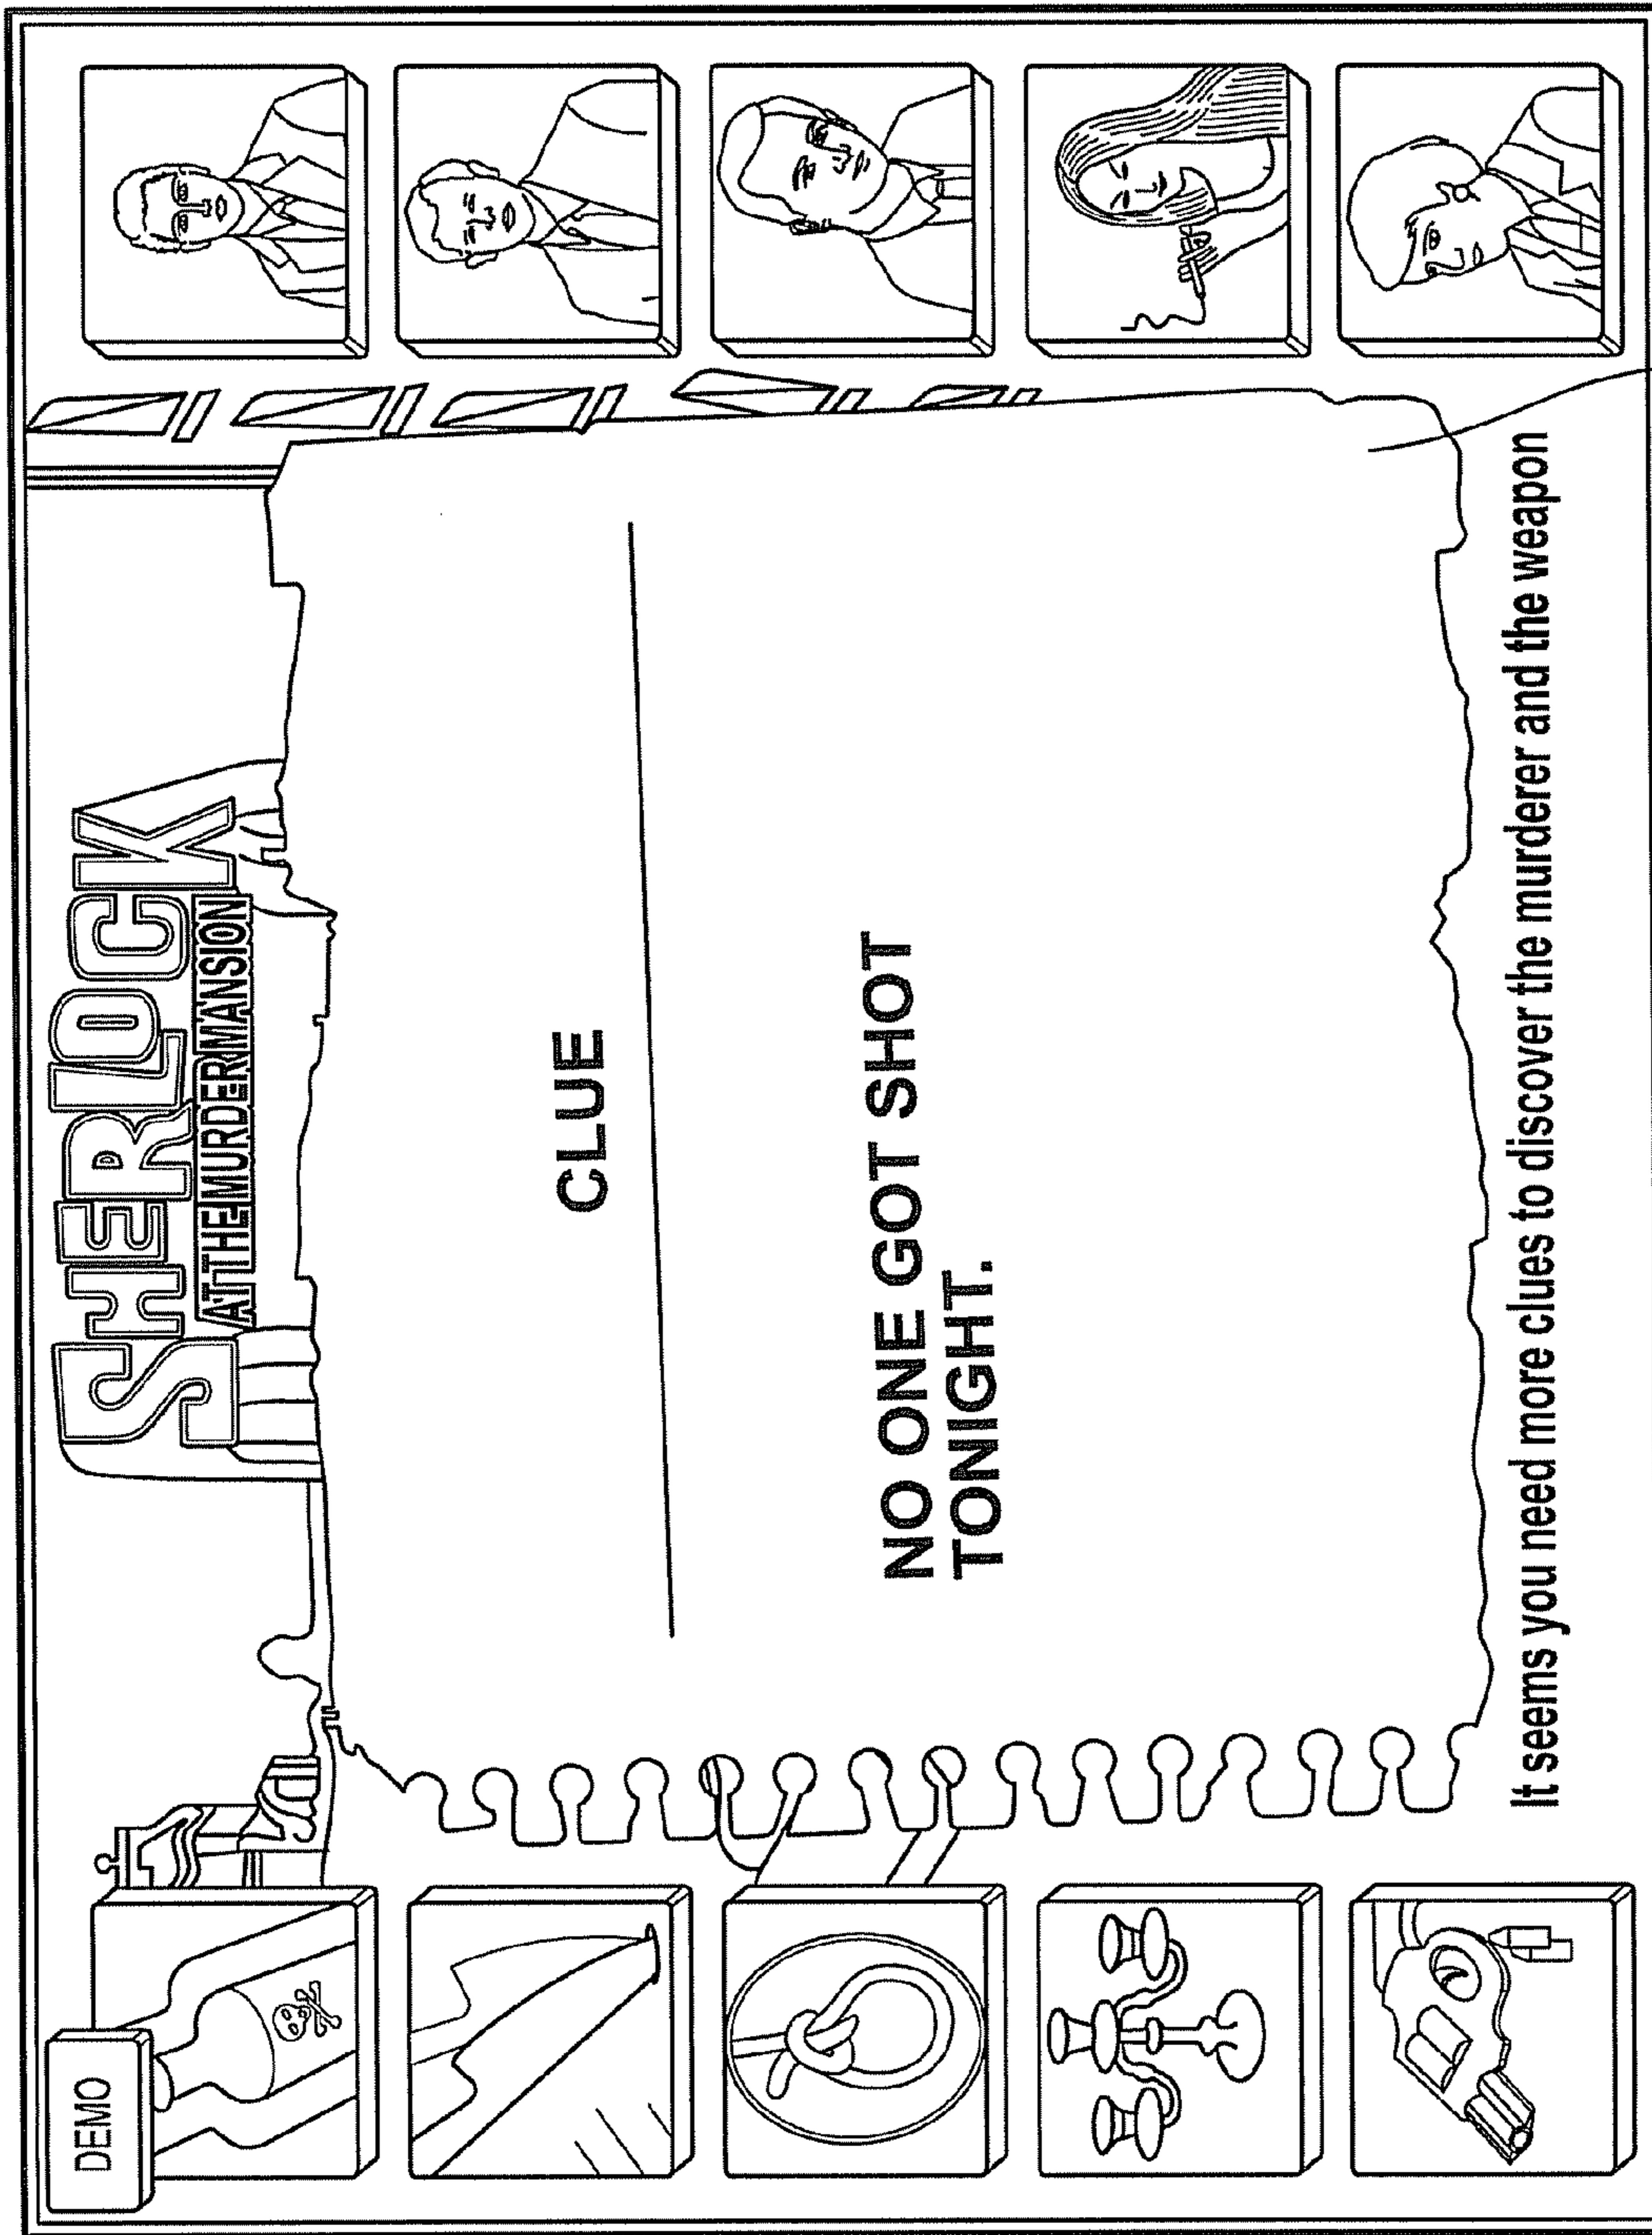 DEMO
SHERLOCK
AT THE MURDER MANSION
CLUE
NO ONE GOT SHOT
TONIGHT.
It seems you need more clues to discover the murderer and the weapon